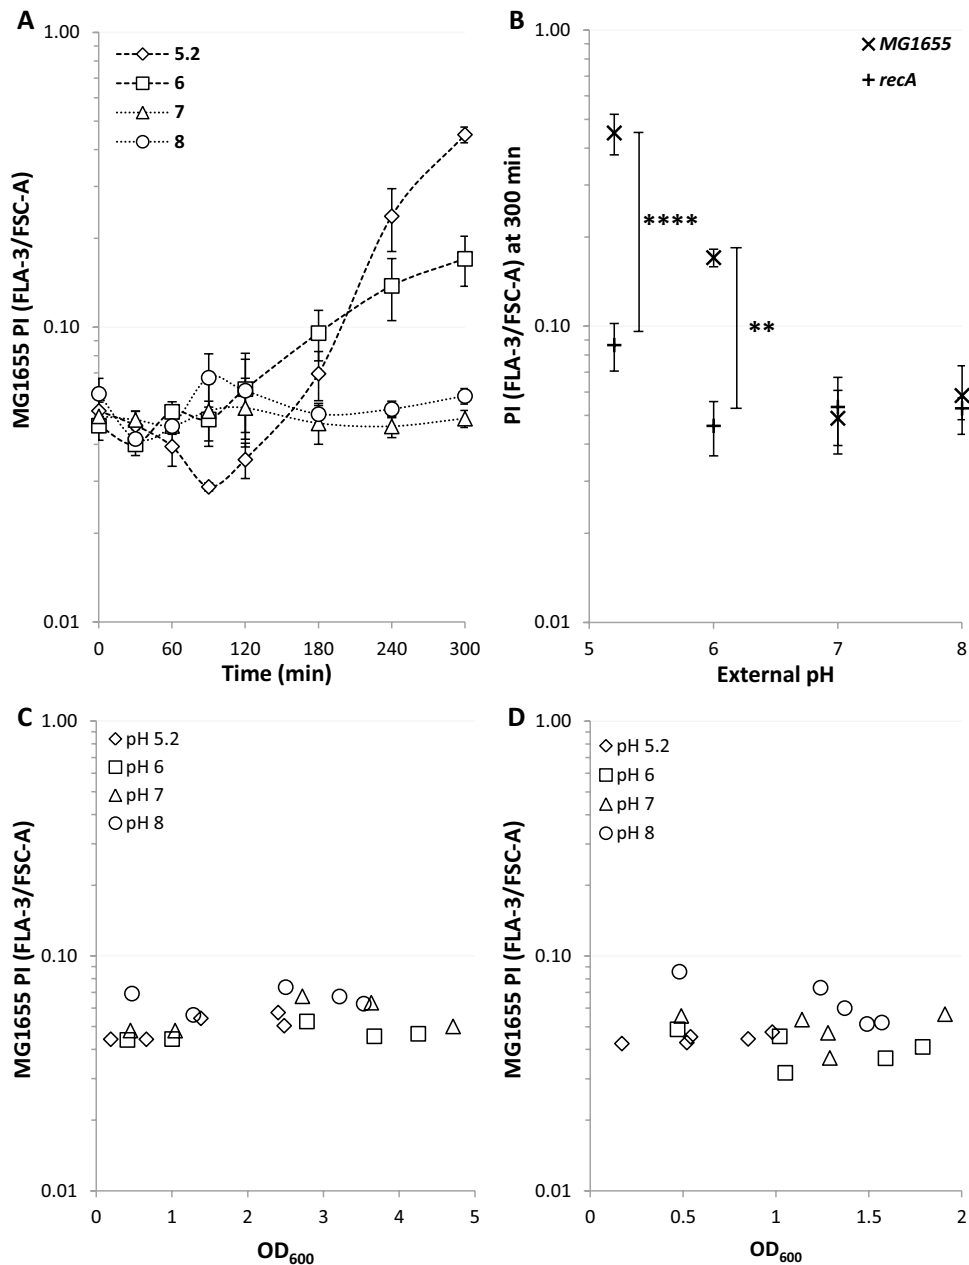 A
1.00
0.10
0.01
MG1655 PI (FLA-3/FSC-A)
5.2
6
7
8
0
60
120
180
240
300
Time (min)
B
1.00
0.10
0.01
PI (FLA-3/FSC-A) at 300 min
MG1655
recA
****
**
5
6
7
8
External pH
C
1.00
0.10
0.01
MG1655 PI (FLA-3/FSC-A)
pH 5.2
pH 6
pH 7
pH 8
0
1
2
3
4
5
OD600
D
1.00
0.10
0.01
MG1655 PI (FLA-3/FSC-A)
pH 5.2
pH 6
pH 7
pH 8
0
0.5
1
1.5
2
OD600